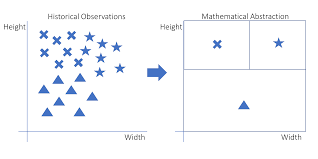 Historical Observations
Height
Width
Mathematical Abstraction
Height
Width